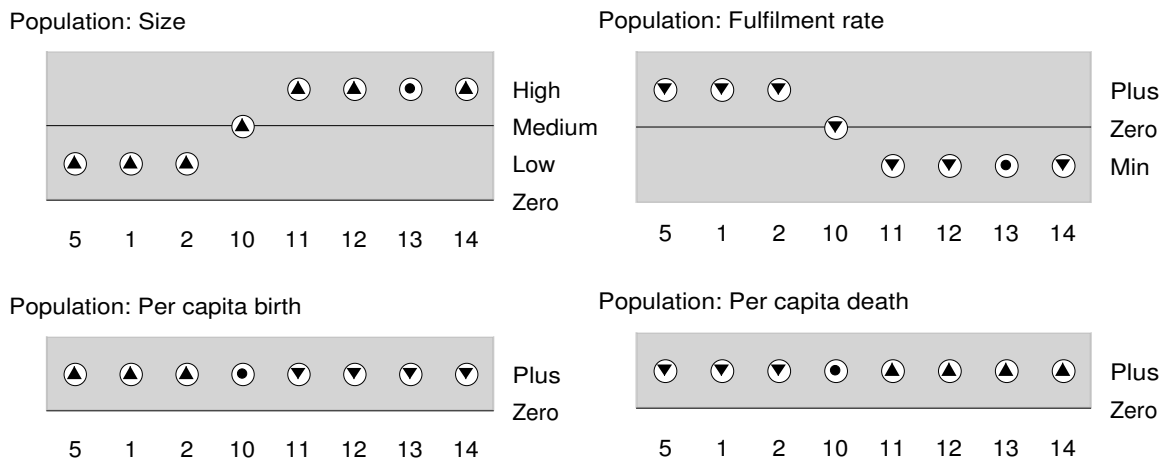 Population: Size
High
Medium
Low
Zero
5 1 2 10 11 12 13 14
Population: Fulfilment rate
Plus
Zero
Min
5 1 2 10 11 12 13 14
Population: Per capita birth
Plus
Zero
5 1 2 10 11 12 13 14
Population: Per capita death
Plus
Zero
5 1 2 10 11 12 13 14